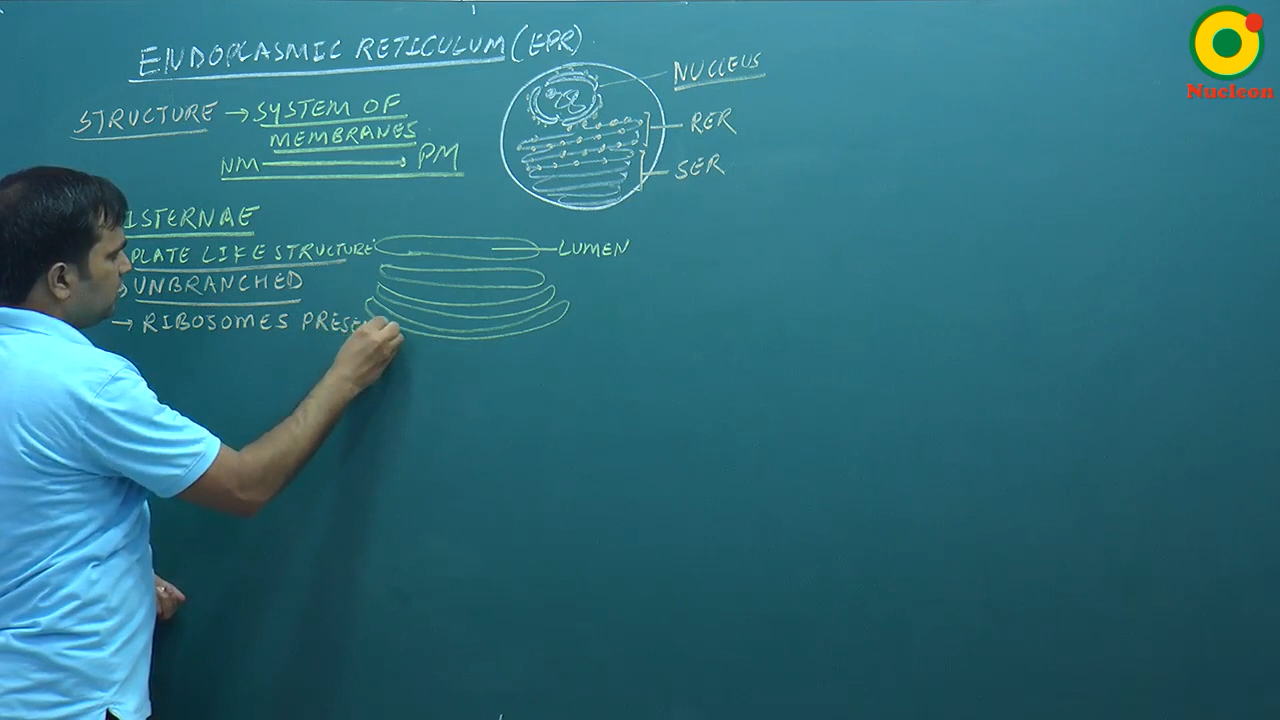 ENDOPLASMIC RETICULUM (EPR)
STRUCTURE → SYSTEM OF
MEMBRANES
NM → PM
NUCLEUS
RER
SER
ISTERNAE
PLATE LIKE STRUCTURE
LUMEN
UNBRANCHED
→ RIBOSOMES PRESE
Nucleon